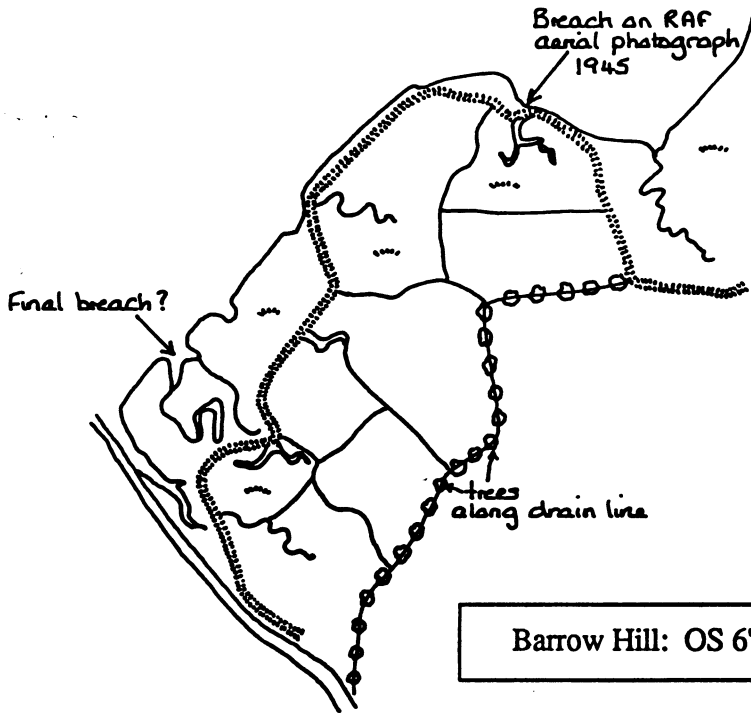 Breach on RAF
aerial photograph
1945
Final breach?
trees
along drain line
Barrow Hill: OS 6"